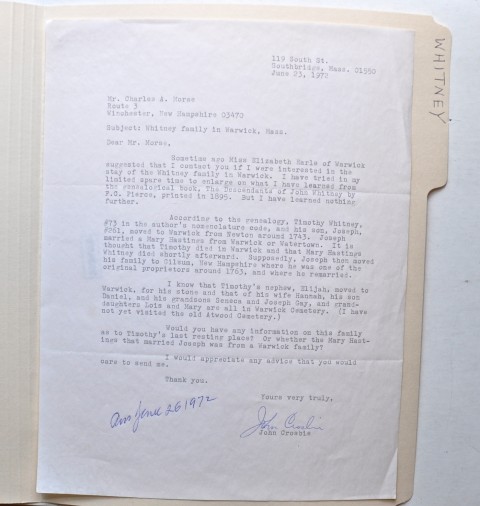 WHITNEY
119 South St.
Southbridge, Mass. 01550
June 23, 1972
Mr. Charles A. Morse
Route 3
Winchester, New Hampshire 03470
Subject: Whitney family in Warwick, Mass.
Dear Mr. Morse,
Sometime ago Miss Elizabeth Earle of Warwick
suggested that I contact you if I were interested in the
stay of the Whitney family in Warwick. I have tried in my
limited spare time to enlarge on what I have learned from
the genealogical book, The Descendants of John Whitney by
F.C. Pierce, printed in 1895. But I have learned nothing
further.
According to the genealogy, Timothy Whitney,
#73 in the author's nomenclature code, and his son, Joseph,
#261, moved to Warwick from Newton around 1743. Joseph
married a Mary Hastings from Warwick or Watertown. It is
thought that Timothy died in Warwick and that Mary Hastings
Whitney died shortly afterward. Supposedly, Joseph then moved
his family to Gilsum, New Hampshire where he was one of the
original proprietors around 1763, and where he remarried.
I know that Timothy's nephew, Elijah, moved to
Warwick, for his stone and that of his wife Hannah, his son
Daniel, and his grandsons Seneca and Joseph Gay, and grand-
daughters Lois and Mary are all in Warwick Cemetery. (I have
not yet visited the old Atwood Cemetery.)
Would you have any information on this family
as to Timothy's last resting place? Or whether the Mary Hast-
ings that married Joseph was from a Warwick family?
I would appreciate any advice that you would
care to send me.
Thank you.
Yours very truly,
Ans June 26 1972
John Crosbie
John Crosbie